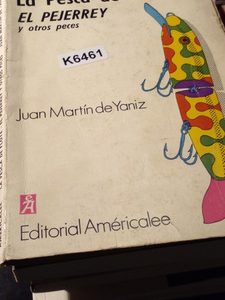 La Pesca de
EL PEJERREY
y otros peces
K6461
Juan Martín de Yaniz
Editorial Américalee